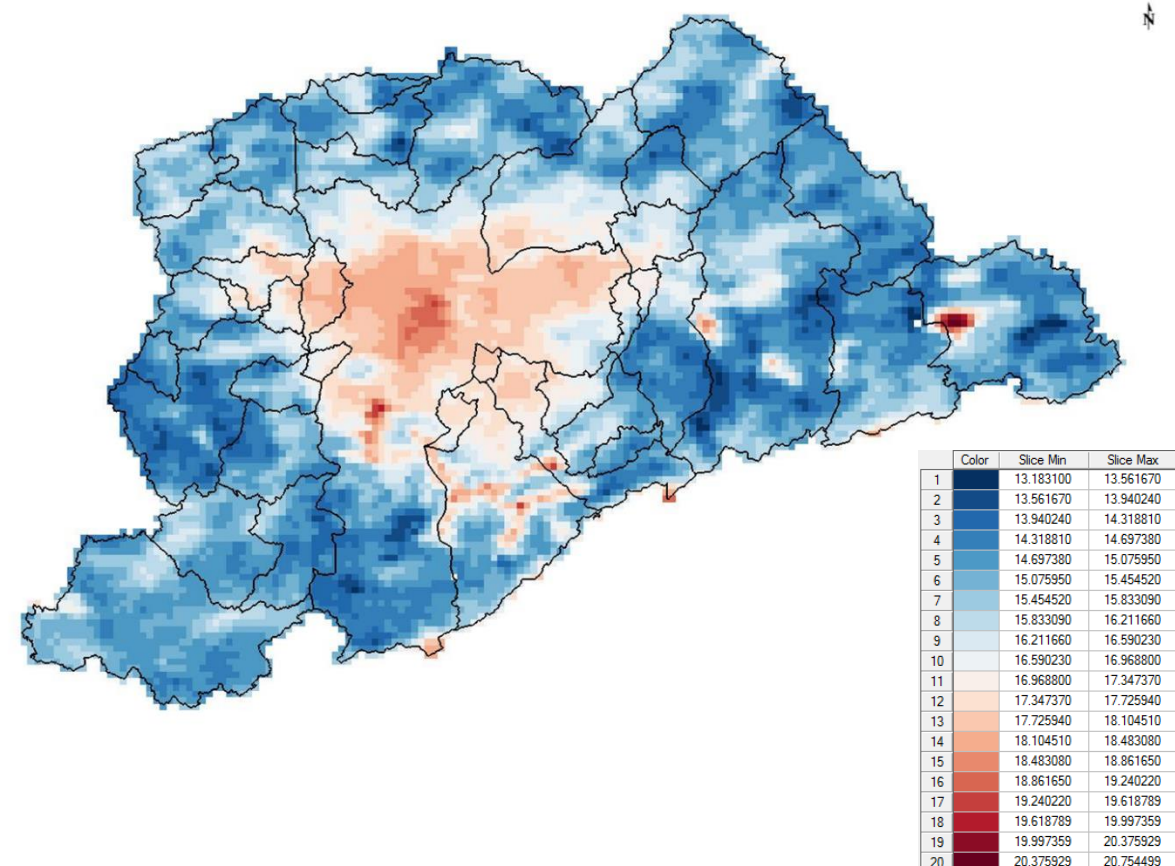 N
Color Slice Min Slice Max
1 13.183100 13.561670
2 13.561670 13.940240
3 13.940240 14.318810
4 14.318810 14.697380
5 14.697380 15.075950
6 15.075950 15.454520
7 15.454520 15.833090
8 15.833090 16.211660
9 16.211660 16.590230
10 16.590230 16.968800
11 16.968800 17.347370
12 17.347370 17.725940
13 17.725940 18.104510
14 18.104510 18.483080
15 18.483080 18.861650
16 18.861650 19.240220
17 19.240220 19.618789
18 19.618789 19.997359
19 19.997359 20.375929
20 20.375929 20.754499